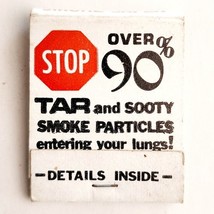 OVER %
STOP 90
TAR and SOOTY
SMOKE PARTICLES
entering your lungs!
- DETAILS INSIDE -